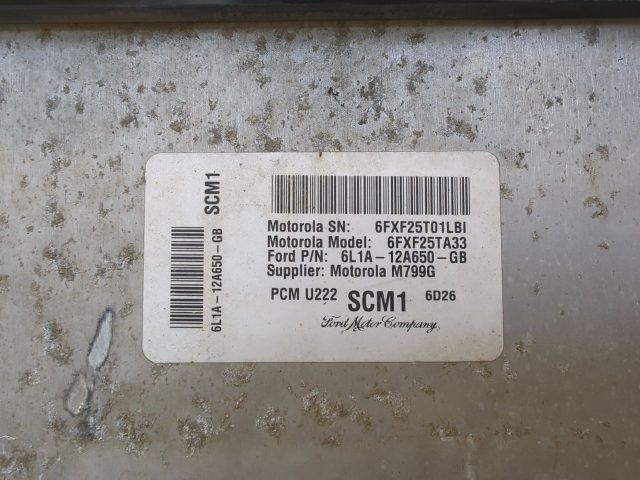 SCM1
6L1A-12A650-GB
Motorola SN: 6FXF25T01LBI
Motorola Model: 6FXF25TA33
Ford P/N: 6L1A-12A650-GB
Supplier: Motorola M799G
PCM U222 SCM1 6D26
Ford Motor Company